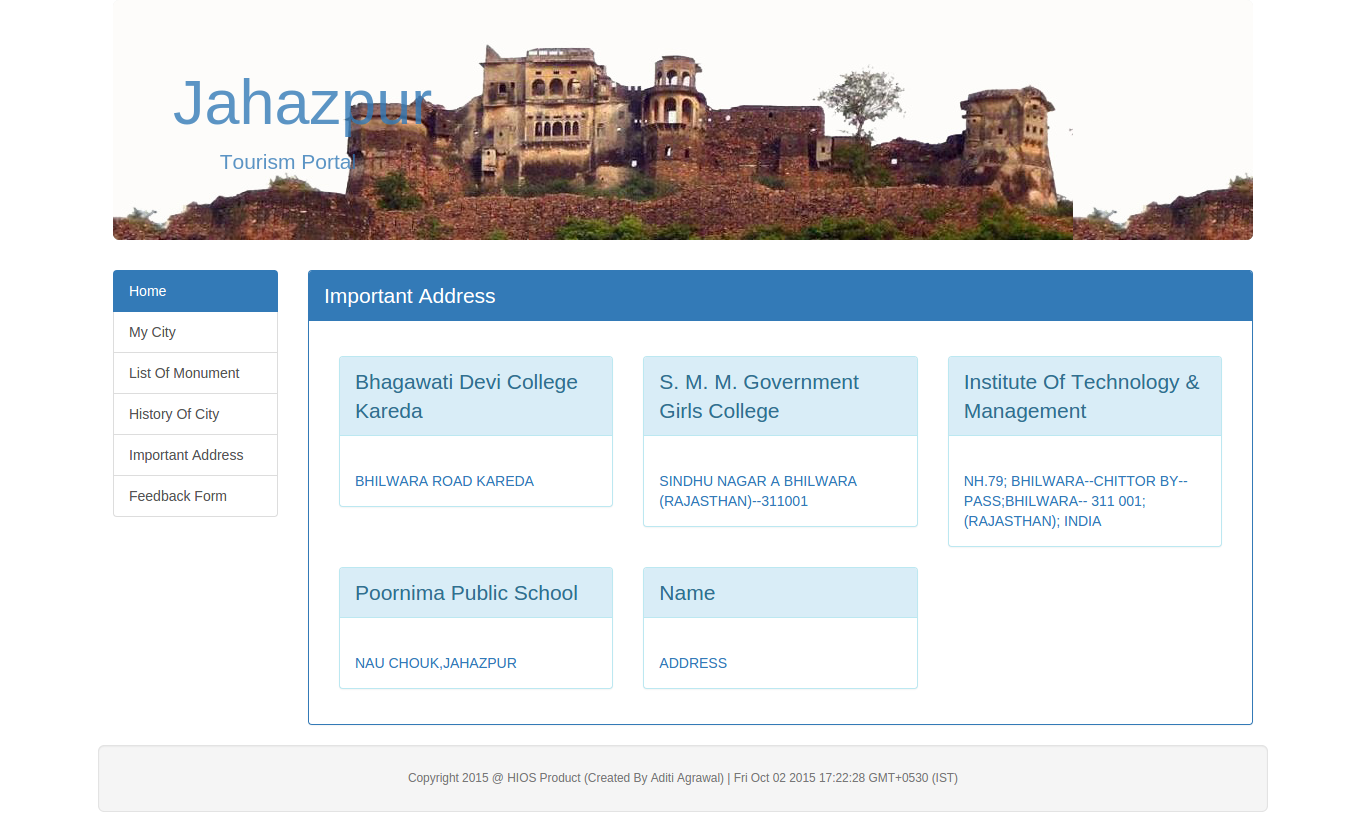 Jahazpur
Tourism Portal
Home
My City
List Of Monument
History Of City
Important Address
Feedback Form
Important Address
Bhagawati Devi College
Kareda
BHILWARA ROAD KAREDA
S. M. M. Government
Girls College
SINDHU NAGAR A BHILWARA
(RAJASTHAN)--311001
Institute Of Technology &
Management
NH.79; BHILWARA--CHITTOR BY--
PASS;BHILWARA-- 311 001;
(RAJASTHAN); INDIA
Poornima Public School
NAU CHOUK,JAHAZPUR
Name
ADDRESS
Copyright 2015 @ HIOS Product (Created By Aditi Agrawal) | Fri Oct 02 2015 17:22:28 GMT+0530 (IST)